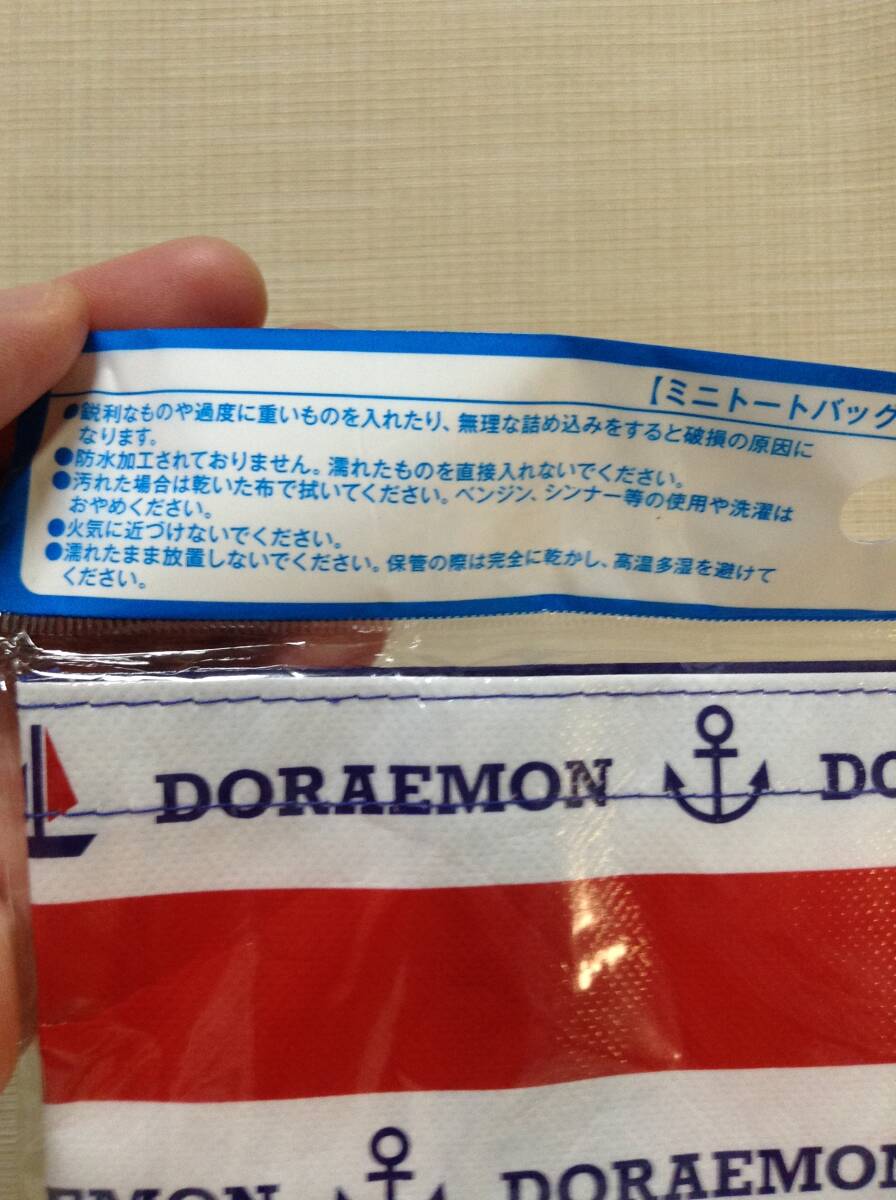 【ミニトートバック
●鋭利なものや過度に重いものを入れたり、無理な詰め込みをすると破損の原因に
なります。
●防水加工されておりません。濡れたものを直接入れないでください。
●汚れた場合は乾いた布で拭いてください。ベンジン、シンナー等の使用や洗濯は
おやめください。
●火気に近づけないでください。
●濡れたまま放置しないでください。保管の際は完全に乾かし、高温多湿を避けて
ください。
DORAEMON DO
EMON DORAEMON